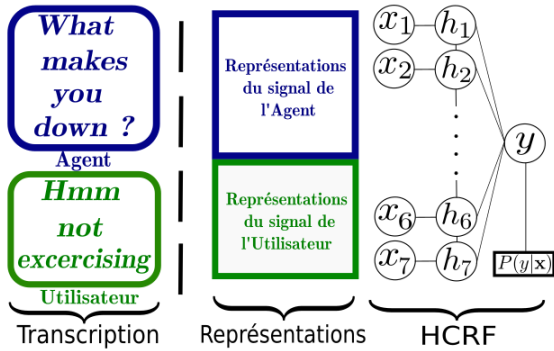 What
makes
you
down ?
Agent
Hmm
not
excercising
Utilisateur
Transcription
Représentations
du signal de
l'Agent
Représentations
du signal de
l'Utilisateur
Représentations
x1 h1
x2 h2
x6 h6
x7 h7
y
P(y|x)
HCRF